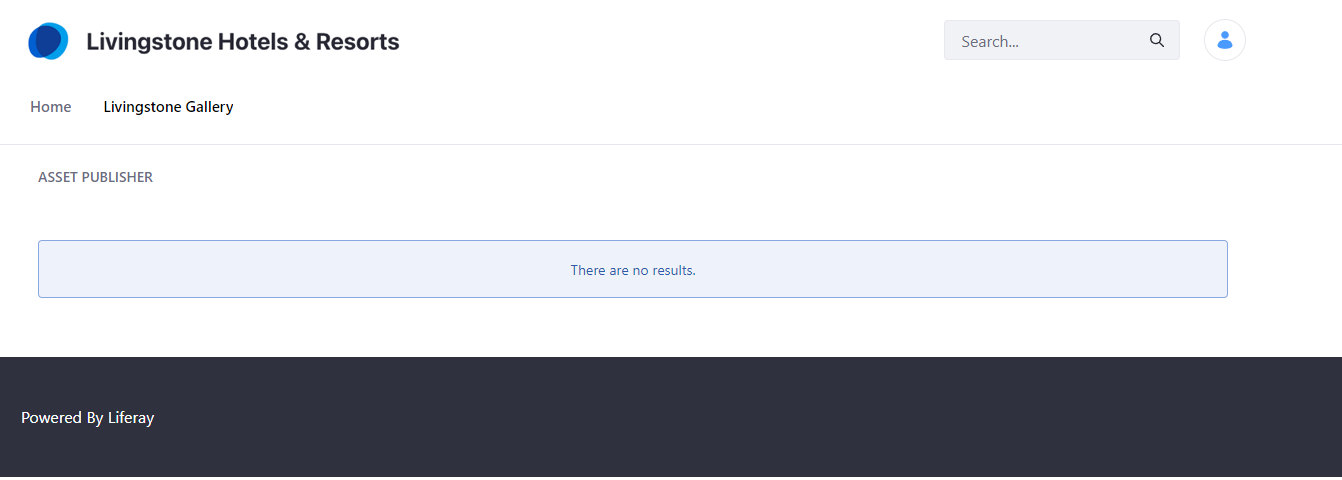 Livingstone Hotels & Resorts
Search...
Home Livingstone Gallery
ASSET PUBLISHER
There are no results.
Powered By Liferay